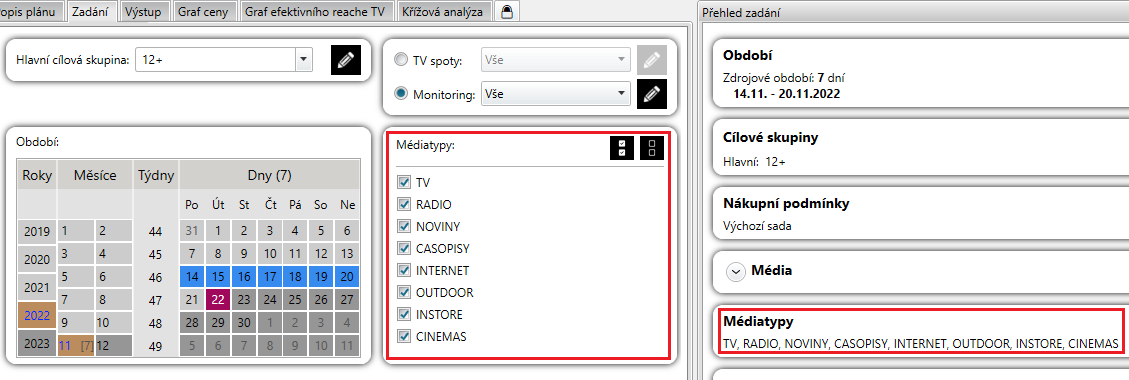 opis plánu Zadání Výstup Graf ceny Graf efektivního reache TV Křížová analýza
Hlavní cílová skupina: 12+
TV spoty: Vše
Monitoring: Vše
Období:
Roky Měsíce Týdny Dny (7)
Po Út St Čt Pá So Ne
2019 1 2 44 31 1 2 3 4 5 6
2020 3 4 45 7 8 9 10 11 12 13
2021 5 6 46 14 15 16 17 18 19 20
2022 7 8 47 21 22 23 24 25 26 27
2023 9 10 48 28 29 30 1 2 3 4
11 [7] 12 49 5 6 7 8 9 10 11
Médiatypy:
TV
RADIO
NOVINY
CASOPISY
INTERNET
OUTDOOR
INSTORE
CINEMAS
Přehled zadání
Období
Zdrojové období: 7 dní
14.11. - 20.11.2022
Cílové skupiny
Hlavní: 12+
Nákupní podmínky
Výchozí sada
Média
Médiatypy
TV, RADIO, NOVINY, CASOPISY, INTERNET, OUTDOOR, INSTORE, CINEMAS